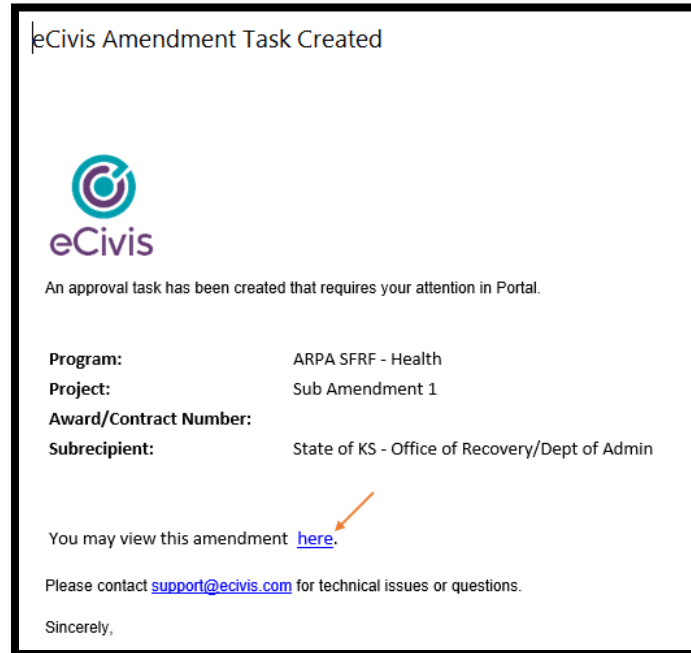 eCivis Amendment Task Created
eCivis
An approval task has been created that requires your attention in Portal.
Program: ARPA SFRF - Health
Project: Sub Amendment 1
Award/Contract Number:
Subrecipient: State of KS - Office of Recovery/Dept of Admin
You may view this amendment here.
Please contact support@ecivis.com for technical issues or questions.
Sincerely,